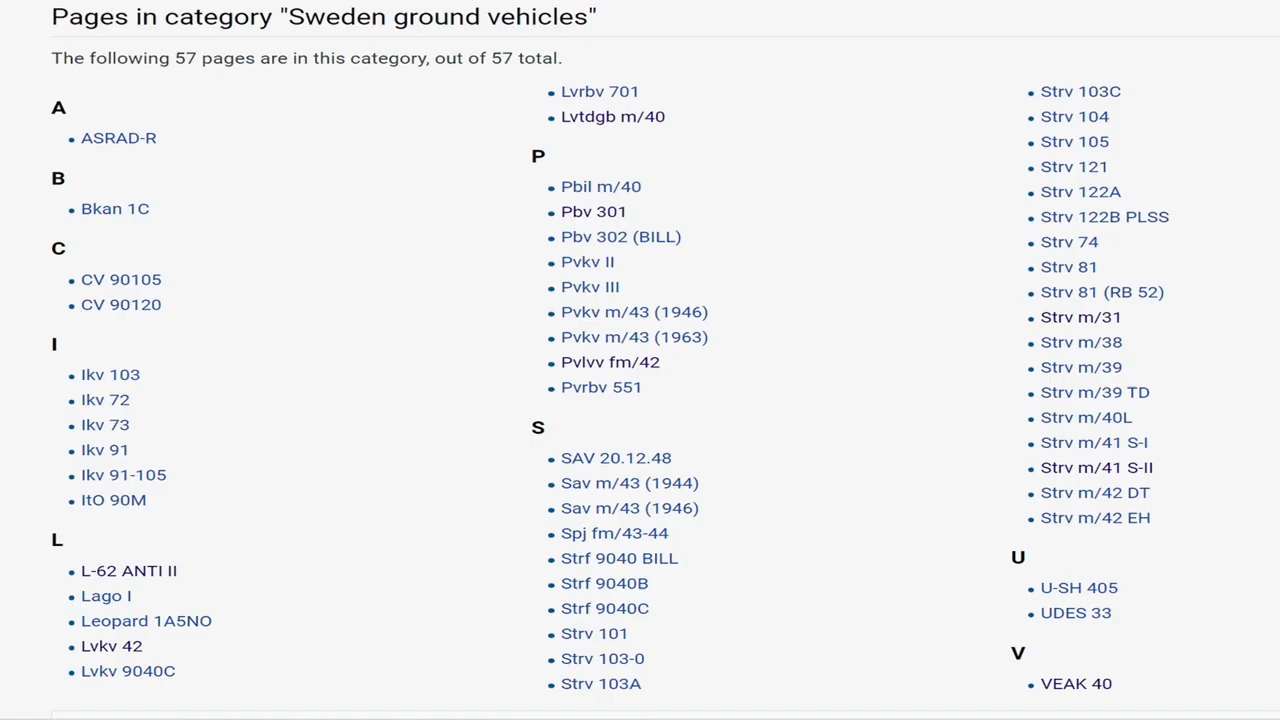 Pages in category "Sweden ground vehicles"
The following 57 pages are in this category, out of 57 total.
A
ASRAD-R
B
Bkan 1C
C
CV 90105
CV 90120
I
Ikv 103
Ikv 72
Ikv 73
Ikv 91
Ikv 91-105
ItO 90M
L
L-62 ANTI II
Lago I
Leopard 1A5NO
Lvkv 42
Lvkv 9040C
Lvrbv 701
Lvtdgb m/40
P
Pbil m/40
Pbv 301
Pbv 302 (BILL)
Pvkv II
Pvkv III
Pvkv m/43 (1946)
Pvkv m/43 (1963)
Pvlvv fm/42
Pvrbv 551
S
SAV 20.12.48
Sav m/43 (1944)
Sav m/43 (1946)
Spj fm/43-44
Strf 9040 BILL
Strf 9040B
Strf 9040C
Strv 101
Strv 103-0
Strv 103A
Strv 103C
Strv 104
Strv 105
Strv 121
Strv 122A
Strv 122B PLSS
Strv 74
Strv 81
Strv 81 (RB 52)
Strv m/31
Strv m/38
Strv m/39
Strv m/39 TD
Strv m/40L
Strv m/41 S-I
Strv m/41 S-II
Strv m/42 DT
Strv m/42 EH
U
U-SH 405
UDES 33
V
VEAK 40